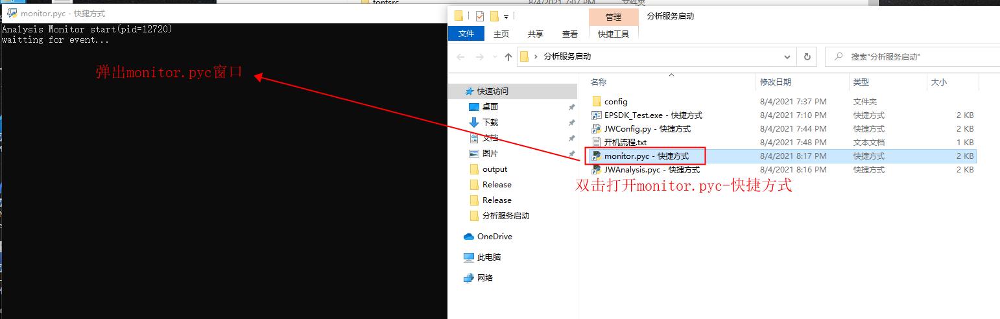 fontsrc
8/4/2021 7:07 PM 文件夹
monitor.pyc - 快捷方式
Analysis Monitor start(pid=12720)
waitting for event...
弹出monitor.pyc窗口
管理
分析服务启动
文件
主页
共享
查看
快捷工具
分析服务启动
搜索"分析服务启动"
快速访问
桌面
下载
文档
图片
output
Release
Release
分析服务启动
OneDrive
此电脑
网络
名称 修改日期 类型 大小
config 8/4/2021 7:37 PM 文件夹
EPSDK_Test.exe - 快捷方式 8/4/2021 7:10 PM 快捷方式 2 KB
JWConfig.py - 快捷方式 8/4/2021 7:44 PM 快捷方式 2 KB
开机流程.txt 8/4/2021 7:48 PM 文本文档 1 KB
monitor.pyc - 快捷方式 8/4/2021 8:17 PM 快捷方式 2 KB
JWAnalysis.pyc - 快捷方式 8/4/2021 8:16 PM 快捷方式 2 KB
双击打开monitor.pyc-快捷方式